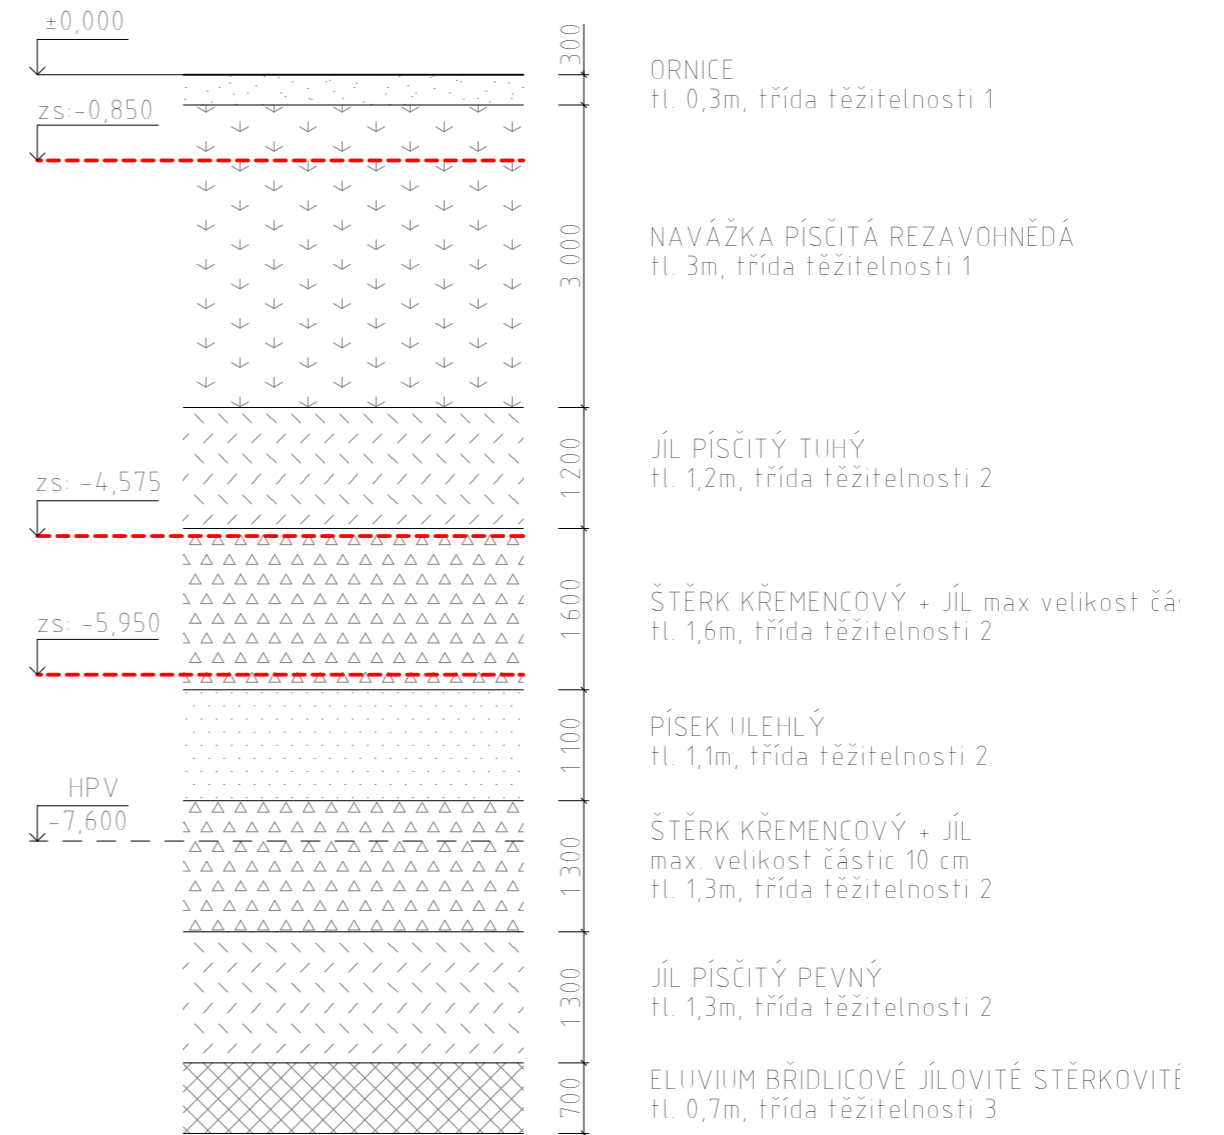 ±0,000
300
ORNICE
tl. 0,3m, třída těžitelnosti 1
zs:-0,850
3 000
NAVÁŽKA PÍSČITÁ REZAVOHNĚDÁ
tl. 3m, třída těžitelnosti 1
1 200
JÍL PÍSČITÝ TUHÝ
tl. 1,2m, třída těžitelnosti 2
zs: -4,575
1 600
ŠTĚRK KŘEMENCOVÝ + JÍL max velikost
tl. 1,6m, třída těžitelnosti 2
zs: -5,950
1 100
PÍSEK ULEHLÝ
tl. 1,1m, třída těžitelnosti 2
HPV
-7,600
1 300
ŠTĚRK KŘEMENCOVÝ + JÍL
max. velikost částic 10 cm
tl. 1,3m, třída těžitelnosti 2
1 300
JÍL PÍSČITÝ PEVNÝ
tl. 1,3m, třída těžitelnosti 2
700
ELUVIUM BŘIDLICOVÉ JÍLOVITÉ STĚRKOVITÉ
tl. 0,7m, třída těžitelnosti 3